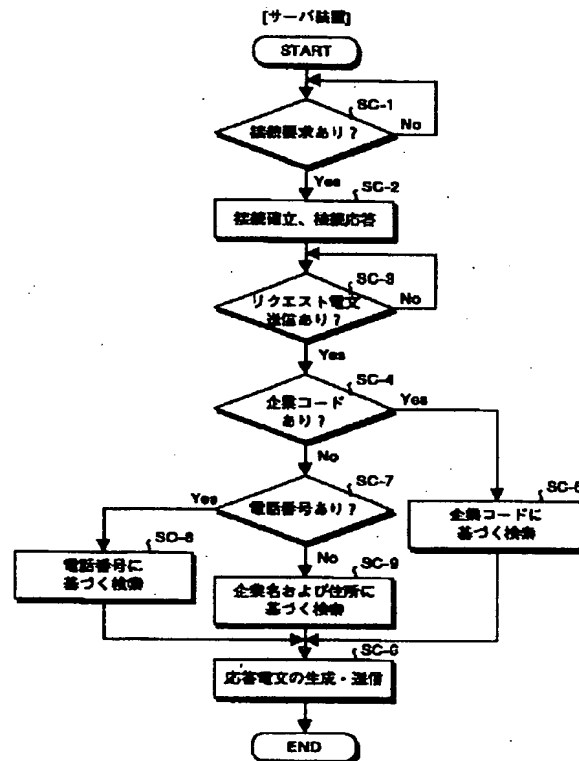 [サーバ装置]
START
SC-1
接続要求あり?
No
Yes
SC-2
接続確立、接続応答
SC-3
リクエスト電文
送信あり?
No
Yes
SC-4
企業コード
あり?
Yes
No
SC-7
電話番号あり?
Yes
SC-5
企業コードに
基づく検索
SC-8
電話番号に
基づく検索
No
SC-9
企業名および住所に
基づく検索
SC-6
応答電文の生成・送信
END